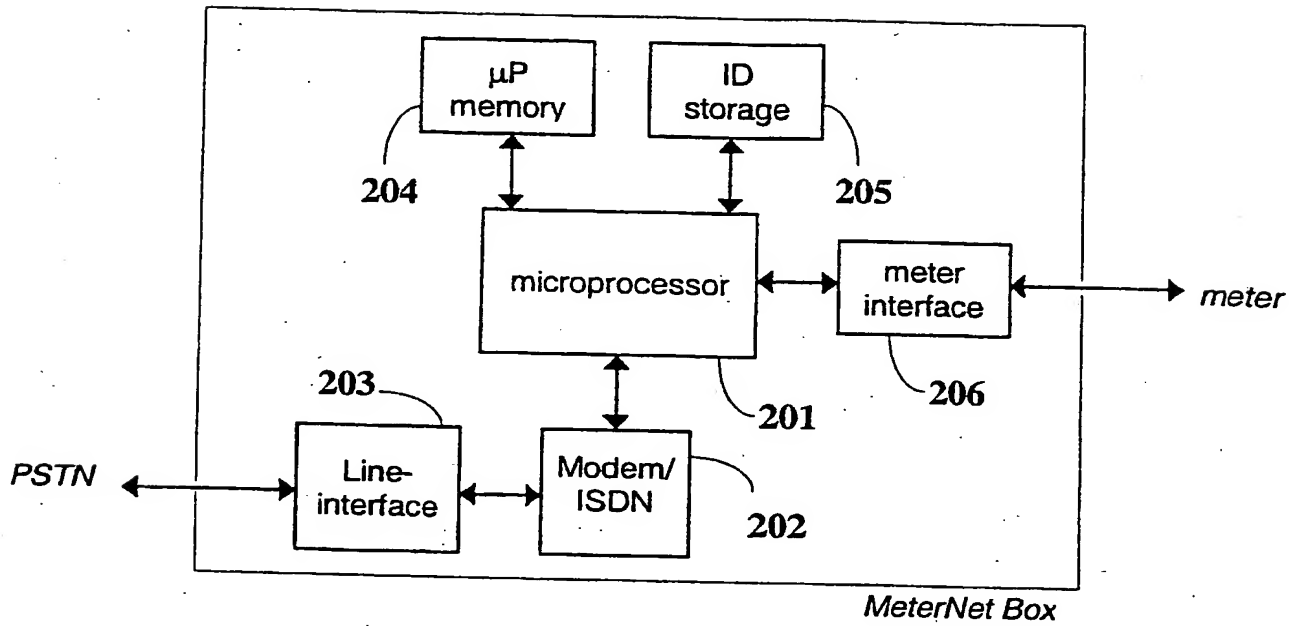 μP
memory
ID
storage
204
205
microprocessor
meter
interface
meter
206
203
201
PSTN
Line-
interface
Modem/
ISDN
202
MeterNet Box